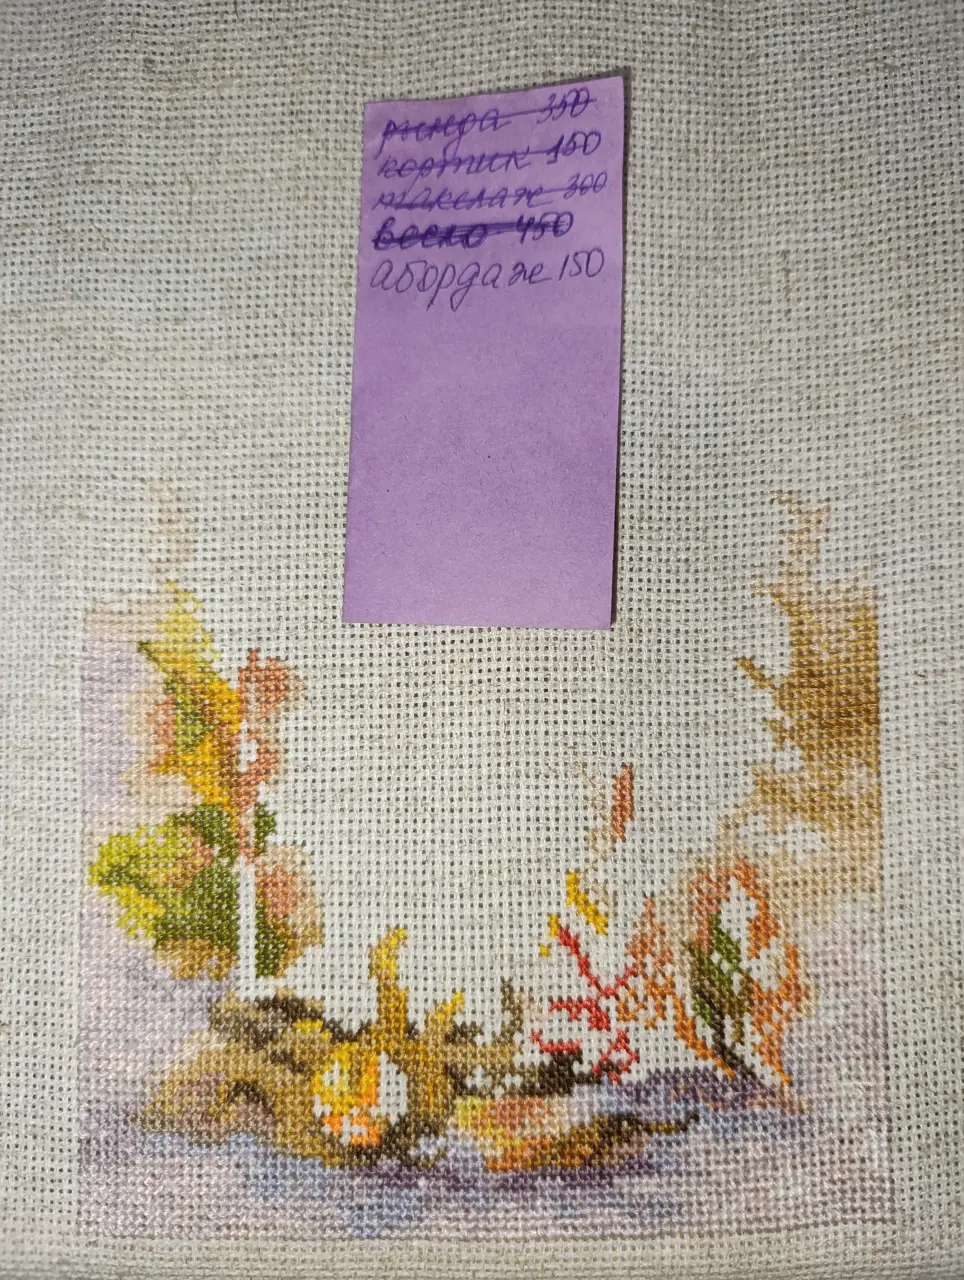 рында 350
кортик 150
такелаж 300
весло 450
абордаж 150